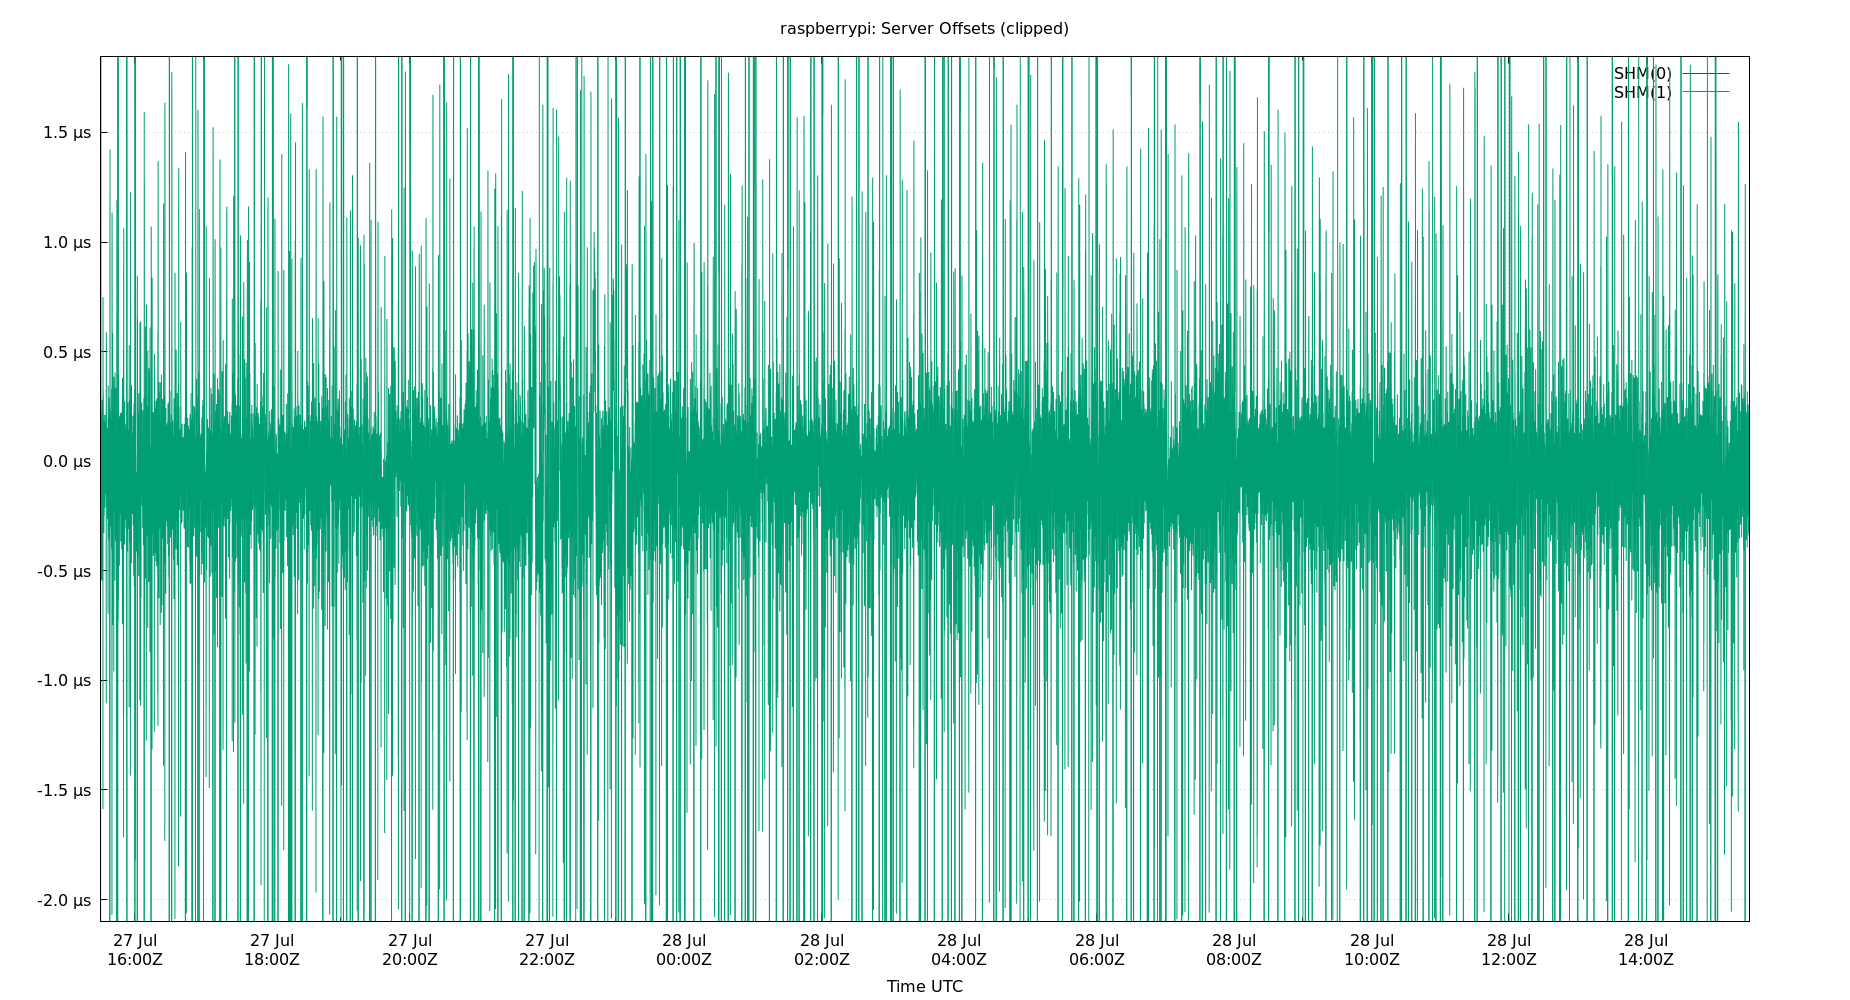 raspberrypi: Server Offsets (clipped)
SHM(0)
SHM(1)
1.5 µs
1.0 µs
0.5 µs
0.0 µs
-0.5 µs
-1.0 µs
-1.5 µs
-2.0 µs
27 Jul 27 Jul 27 Jul 27 Jul 28 Jul 28 Jul 28 Jul 28 Jul 28 Jul 28 Jul 28 Jul 28 Jul
16:00Z 18:00Z 20:00Z 22:00Z 00:00Z 02:00Z 04:00Z 06:00Z 08:00Z 10:00Z 12:00Z 14:00Z
Time UTC